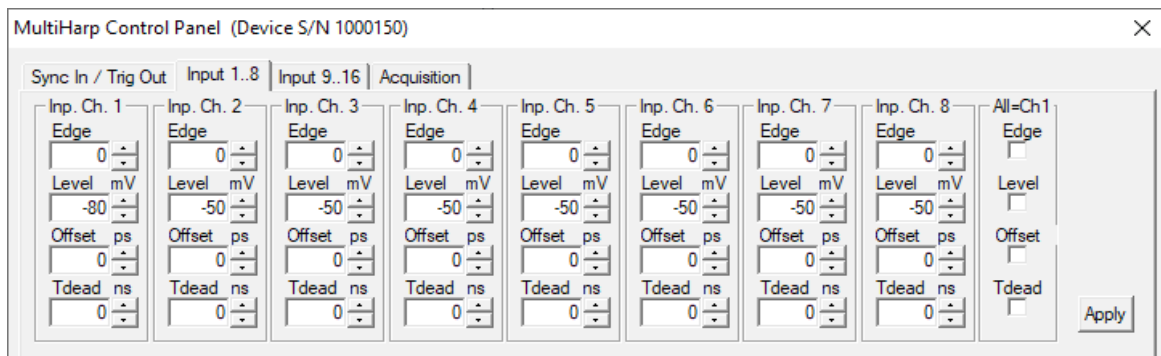 MultiHarp Control Panel (Device S/N 1000150)
Sync In / Trig Out Input 1..8 Input 9..16 Acquisition
Inp. Ch. 1 Inp. Ch. 2 Inp. Ch. 3 Inp. Ch. 4 Inp. Ch. 5 Inp. Ch. 6 Inp. Ch. 7 Inp. Ch. 8 All=Ch1
Edge Edge Edge Edge Edge Edge Edge Edge Edge
0 0 0 0 0 0 0 0
Level mV Level mV Level mV Level mV Level mV Level mV Level mV Level mV Level
-80 -50 -50 -50 -50 -50 -50 -50
Offset ps Offset ps Offset ps Offset ps Offset ps Offset ps Offset ps Offset ps Offset
0 0 0 0 0 0 0 0
Tdead ns Tdead ns Tdead ns Tdead ns Tdead ns Tdead ns Tdead ns Tdead ns Tdead
0 0 0 0 0 0 0 0 Apply